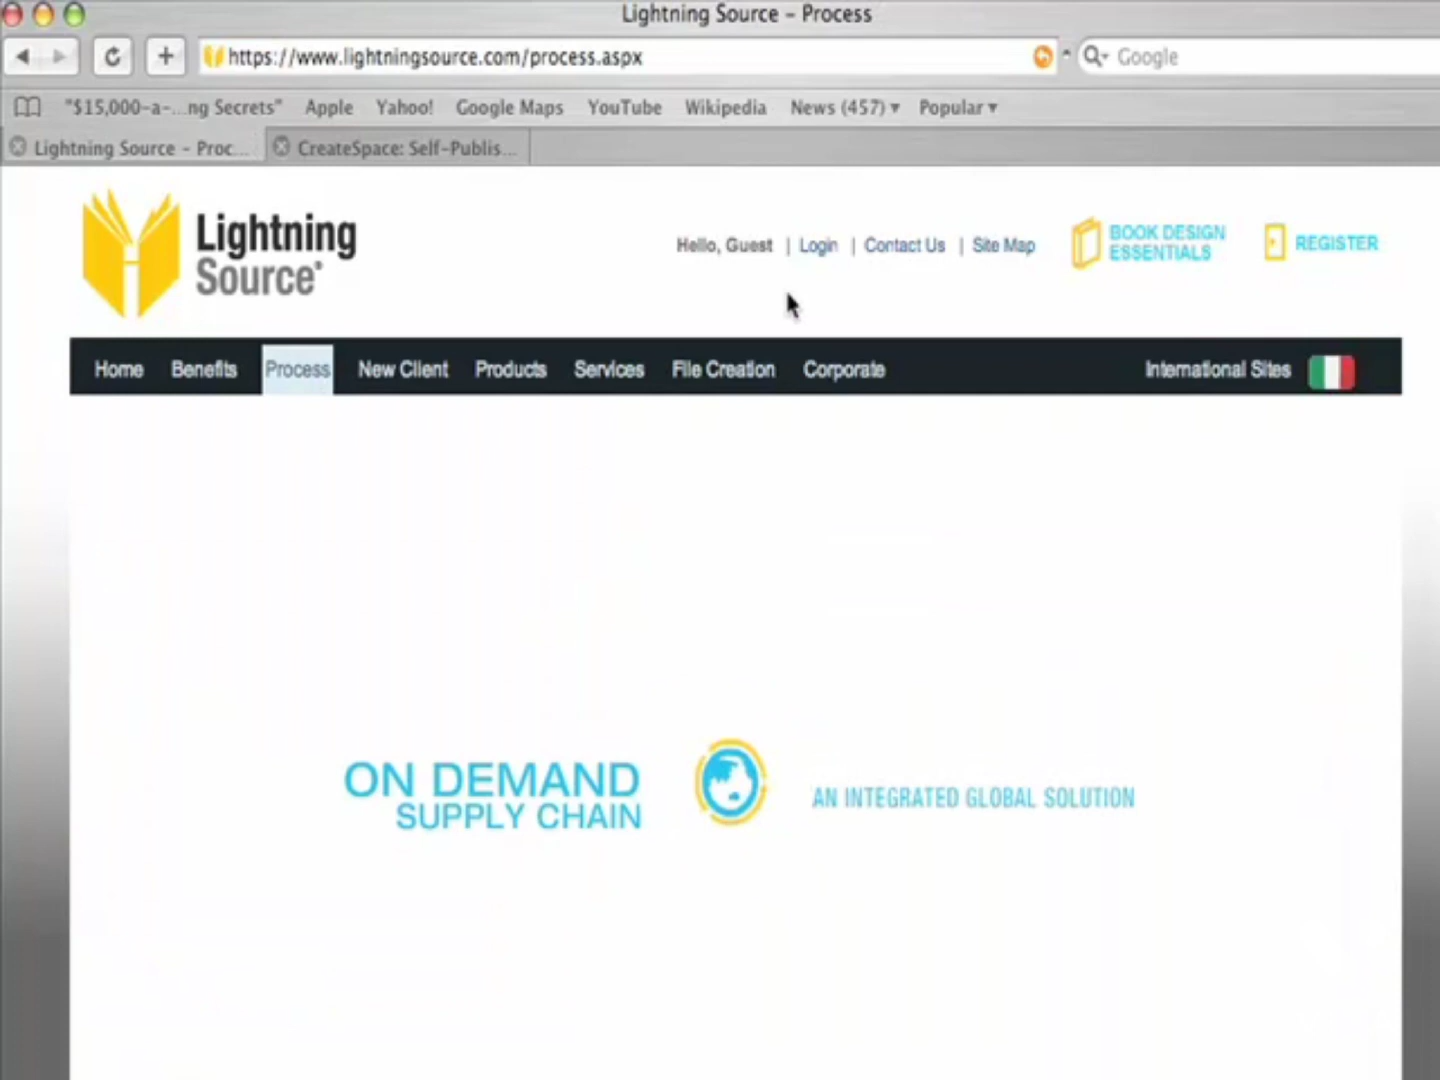 Lightning Source – Process
https://www.lightningsource.com/process.aspx
Google
"$15,000-a-...ng Secrets" Apple Yahoo! Google Maps YouTube Wikipedia News (457) Popular
Lightning Source – Proc... CreateSpace: Self-Publis...
Lightning
Source®
Hello, Guest | Login | Contact Us | Site Map
BOOK DESIGN
ESSENTIALS
REGISTER
Home Benefits Process New Client Products Services File Creation Corporate International Sites
ON DEMAND
SUPPLY CHAIN
AN INTEGRATED GLOBAL SOLUTION